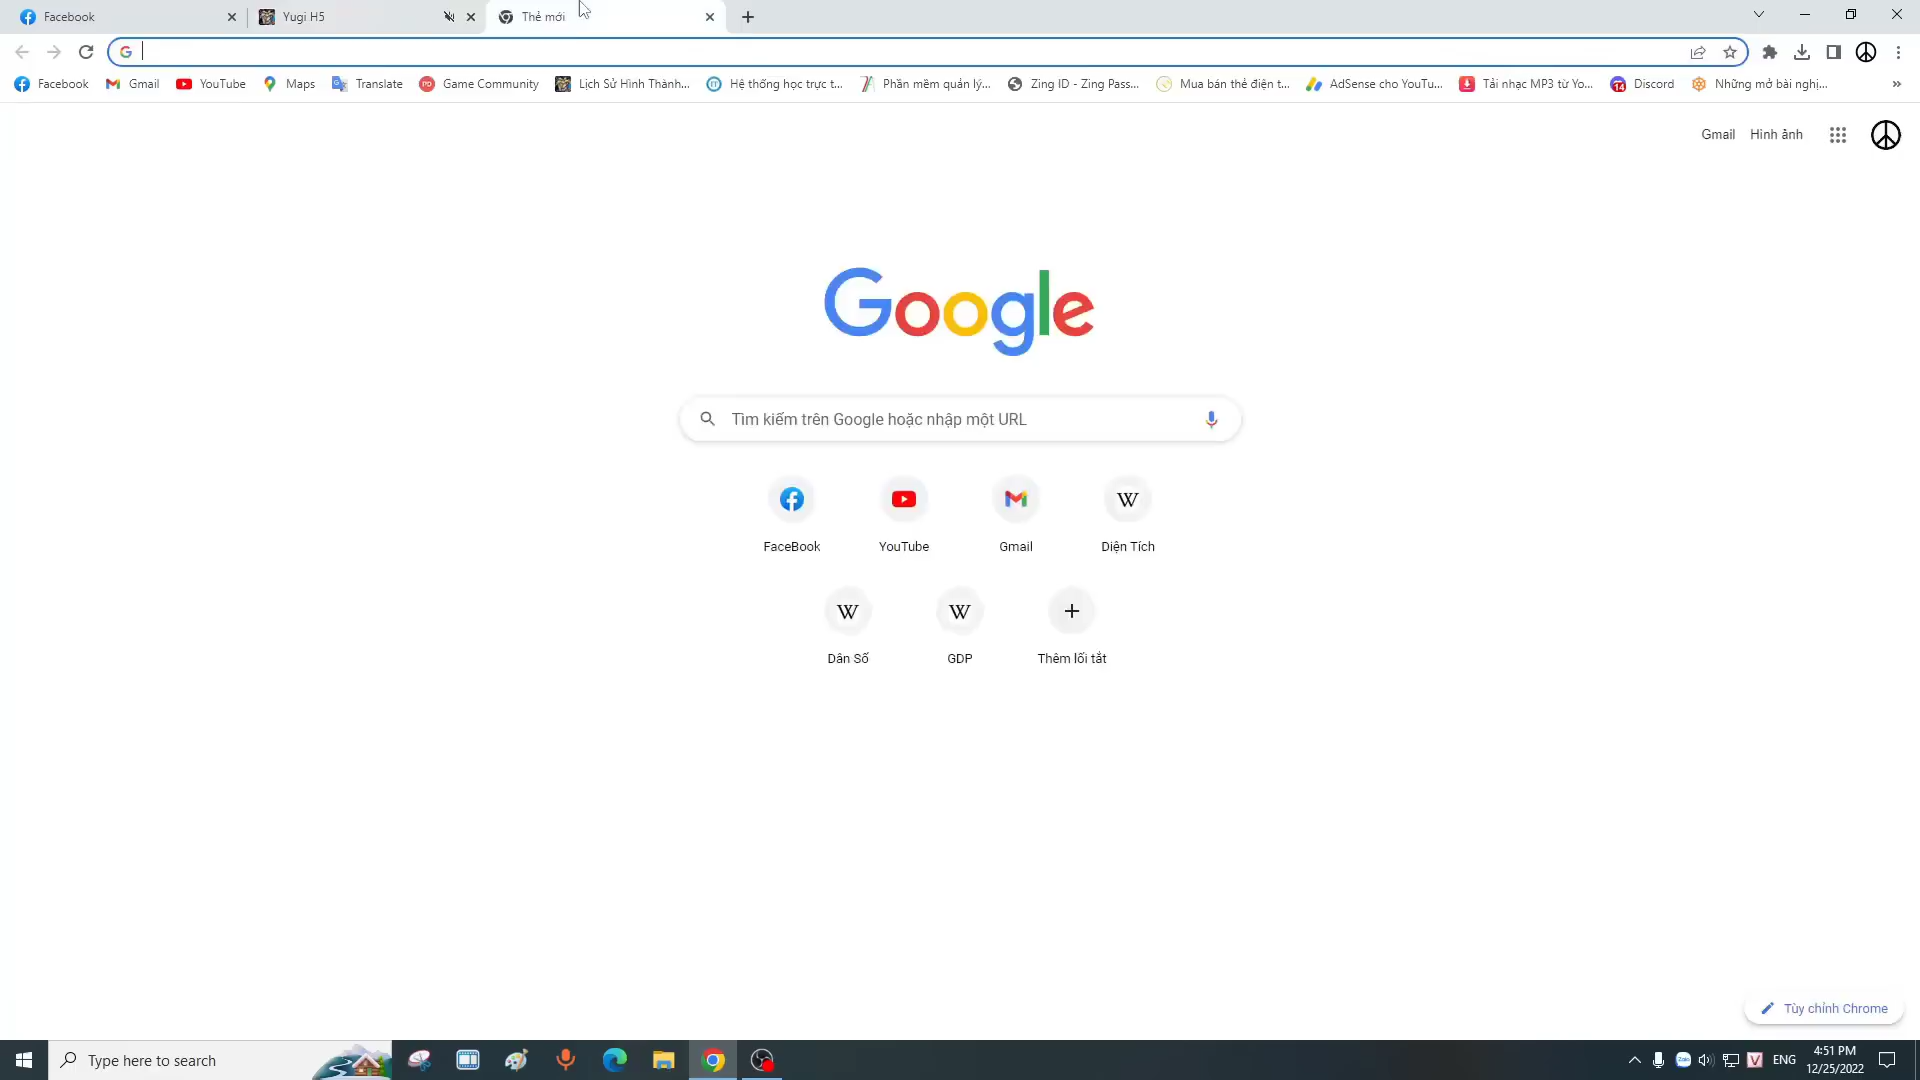 Facebook
Yugi H5
Thẻ mới
Facebook
Gmail
YouTube
Maps
Translate
Game Community
Lịch Sử Hình Thành...
Hệ thống học trực t...
Phần mềm quản lý...
Zing ID - Zing Pass...
Mua bán thẻ điện t...
AdSense cho YouTu...
Tải nhạc MP3 từ Yo...
Discord
Những mở bài nghị...
Gmail
Hình ảnh
Google
Tìm kiếm trên Google hoặc nhập một URL
FaceBook
YouTube
Gmail
Diện Tích
Dân Số
GDP
Thêm lối tắt
Tùy chỉnh Chrome
Type here to search
ENG
4:51 PM
12/25/2022